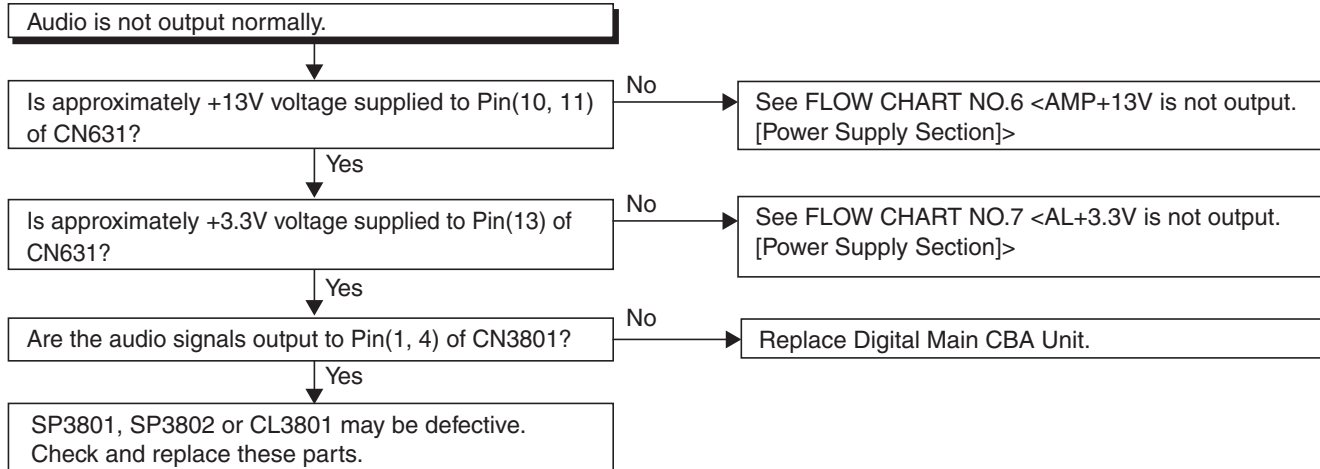 Audio is not output normally.
Is approximately +13V voltage supplied to Pin(10, 11)
of CN631?
No
See FLOW CHART NO.6 <AMP+13V is not output.
[Power Supply Section]>
Yes
Is approximately +3.3V voltage supplied to Pin(13) of
CN631?
No
See FLOW CHART NO.7 <AL+3.3V is not output.
[Power Supply Section]>
Yes
Are the audio signals output to Pin(1, 4) of CN3801?
No
Replace Digital Main CBA Unit.
Yes
SP3801, SP3802 or CL3801 may be defective.
Check and replace these parts.